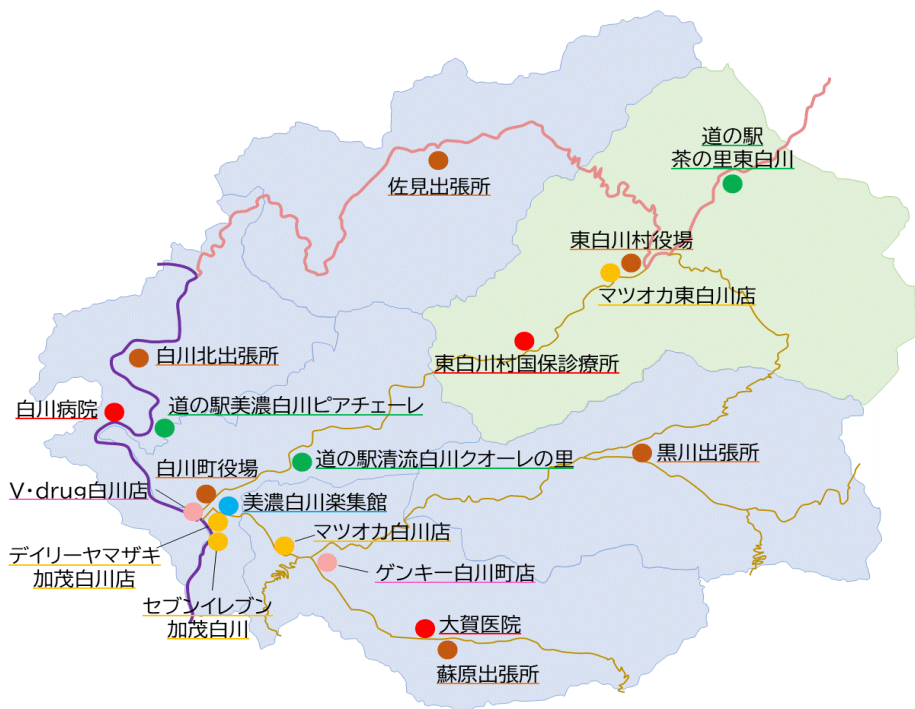 道の駅
茶の里東白川
佐見出張所
東白川村役場
マツオカ東白川店
白川北出張所
東白川村国保診療所
白川病院
道の駅美濃白川ピアチェーレ
道の駅清流白川クオーレの里
黒川出張所
白川町役場
V・drug白川店
美濃白川楽集館
マツオカ白川店
デイリーヤマザキ
加茂白川店
ゲンキー白川町店
セブンイレブン
加茂白川
大賀医院
蘇原出張所